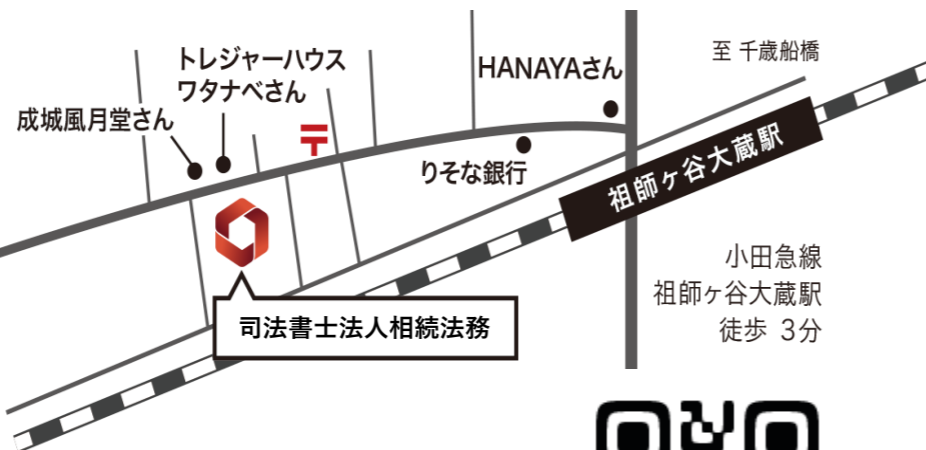 トレジャーハウス
ワタナベさん
成城風月堂さん
〒
HANAYAさん
りそな銀行
至 千歳船橋
祖師ヶ谷大蔵駅
小田急線
祖師ヶ谷大蔵駅
徒歩 3分
司法書士法人相続法務